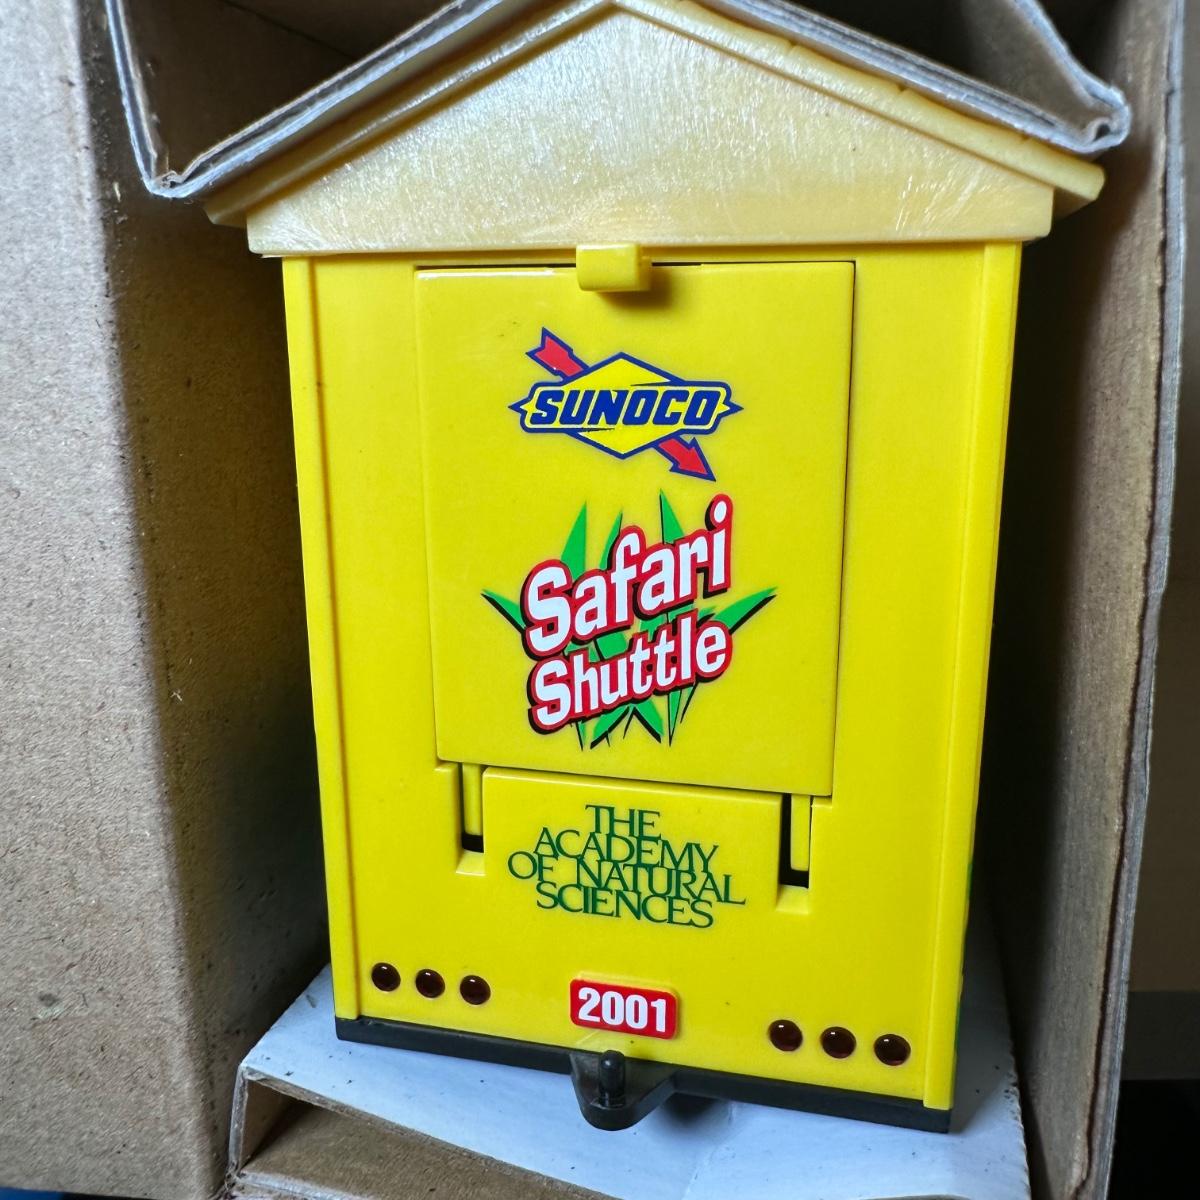 SUNOCO
Safari
Shuttle
THE
ACADEMY
OF NATURAL
SCIENCES
2001